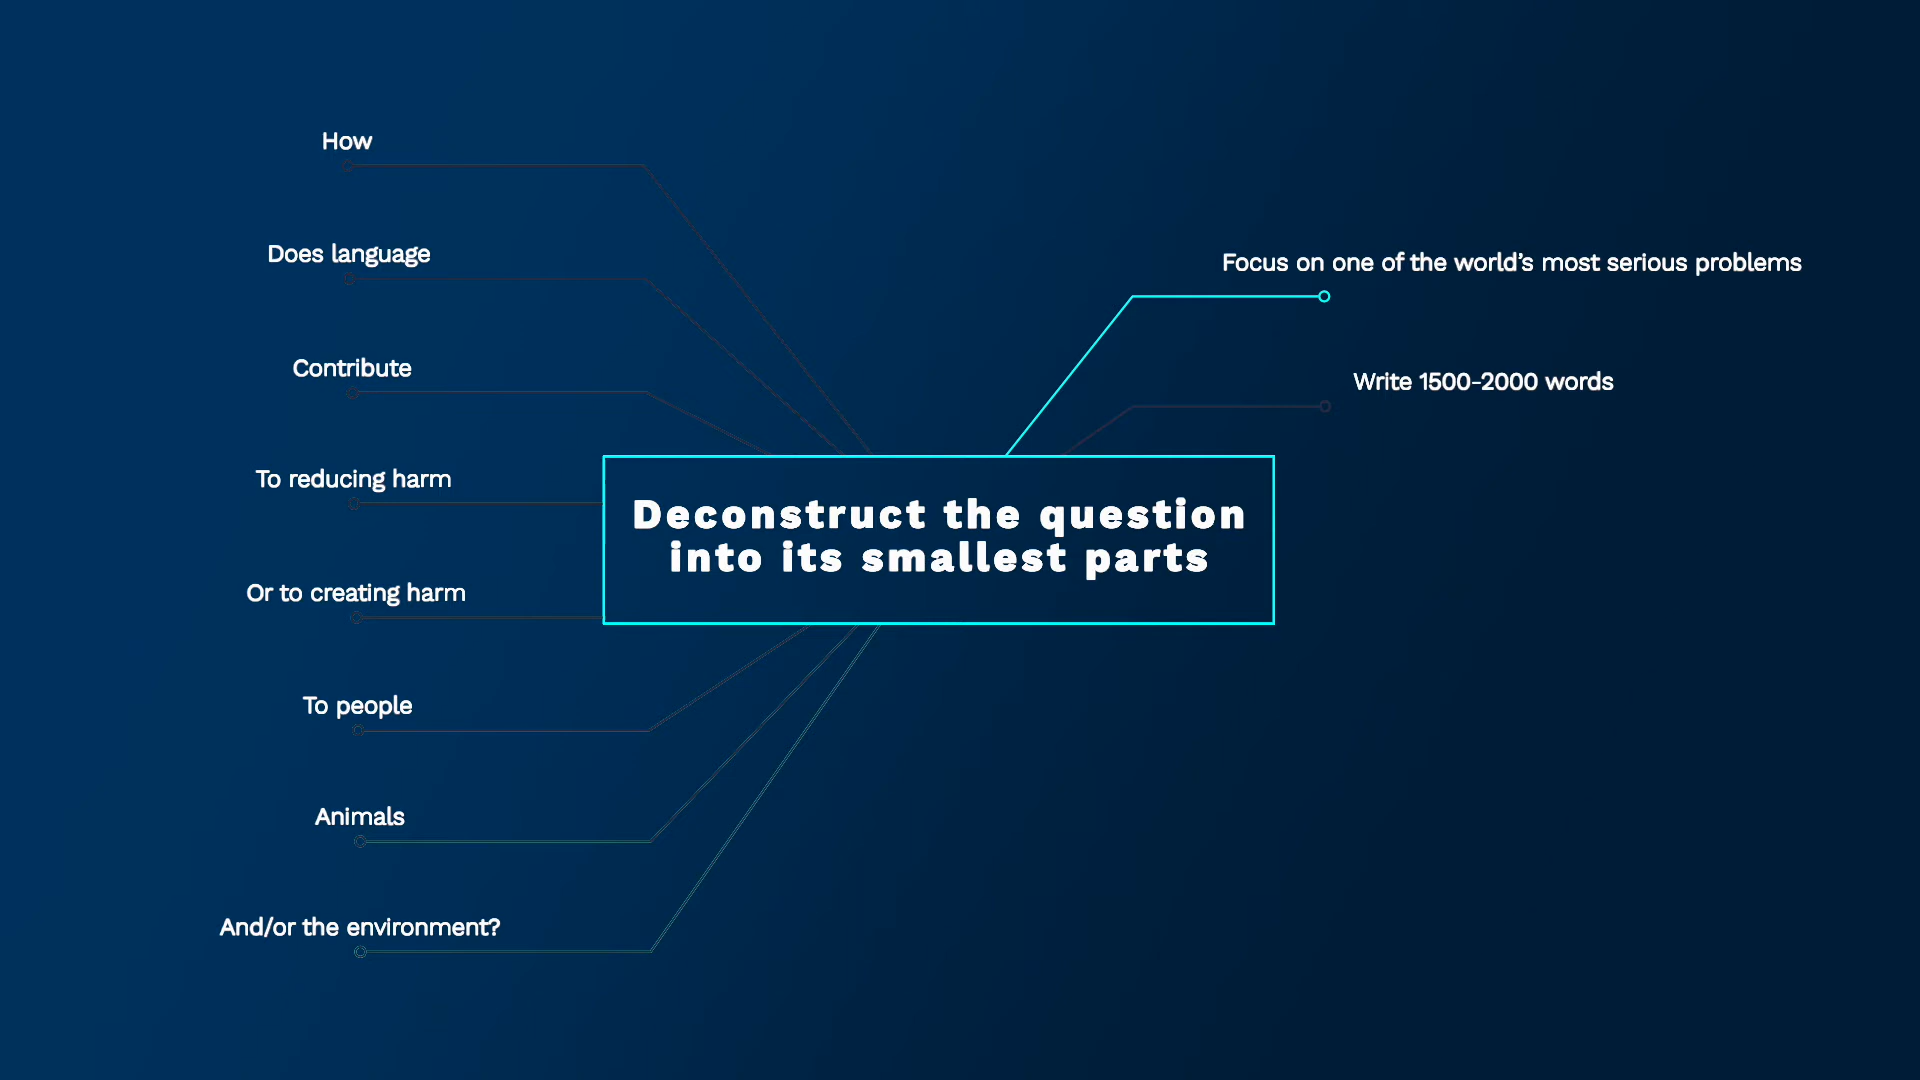 How
Does language
Contribute
To reducing harm
Or to creating harm
To people
Animals
And/or the environment?
Deconstruct the question
into its smallest parts
Focus on one of the world’s most serious problems
Write 1500-2000 words